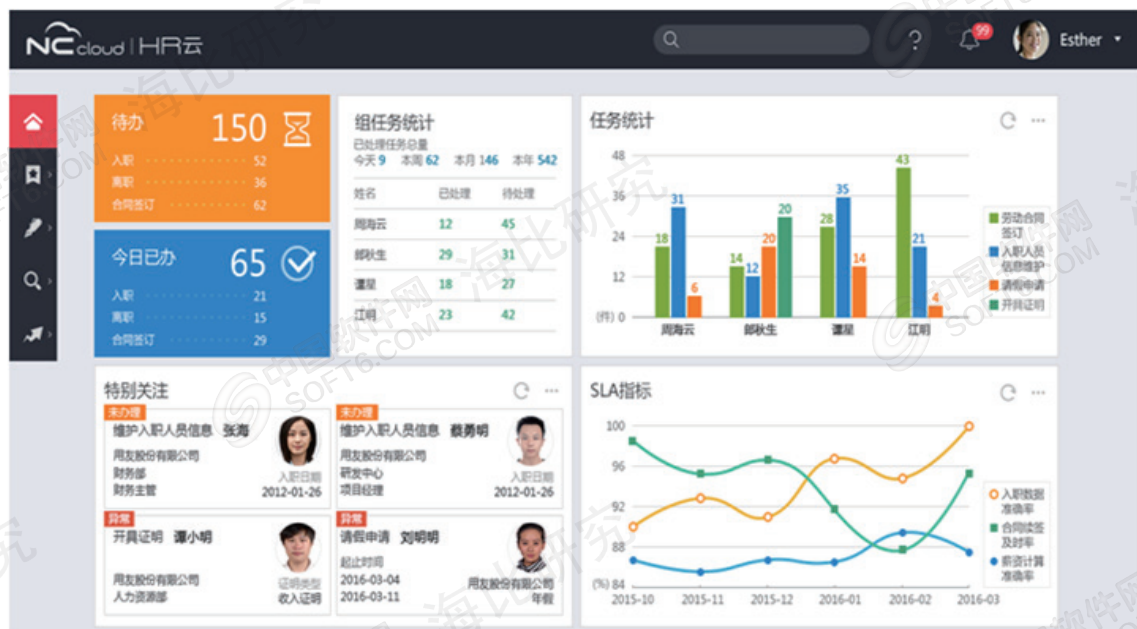 NCcloud | HR云
99
Esther
待办 150
入职 52
离职 36
合同签订 62
今日已办 65
入职 21
离职 15
合同签订 29
组任务统计
已处理任务总量
今天 9 本周 62 本月 146 本年 542
姓名 已处理 待处理
周海云 12 45
郎秋生 29 31
谭星 18 27
江明 23 42
任务统计
48
36
24
12
(件) 0
18 31 6
14 12 20 20
28 35 14
43 21 4
周海云 郎秋生 谭星 江明
劳动合同
签订
入职人员
信息维护
请假申请
开具证明
特别关注
未办理
维护入职人员信息 张海
用友股份有限公司
财务部
财务主管
入职日期
2012-01-26
未办理
维护入职人员信息 蔡勇明
用友股份有限公司
研发中心
项目经理
入职日期
2012-01-26
异常
开具证明 谭小明
用友股份有限公司
人力资源部
证明类型
收入证明
异常
请假申请 刘明明
起止时间
2016-03-04
2016-03-11
用友股份有限公司
年假
SLA指标
100
96
92
88
(%) 84
2015-10 2015-11 2015-12 2016-01 2016-02 2016-03
入职数据
准确率
合同续签
及时率
薪资计算
准确率
海比研究
中国软件网
SOFT6.COM